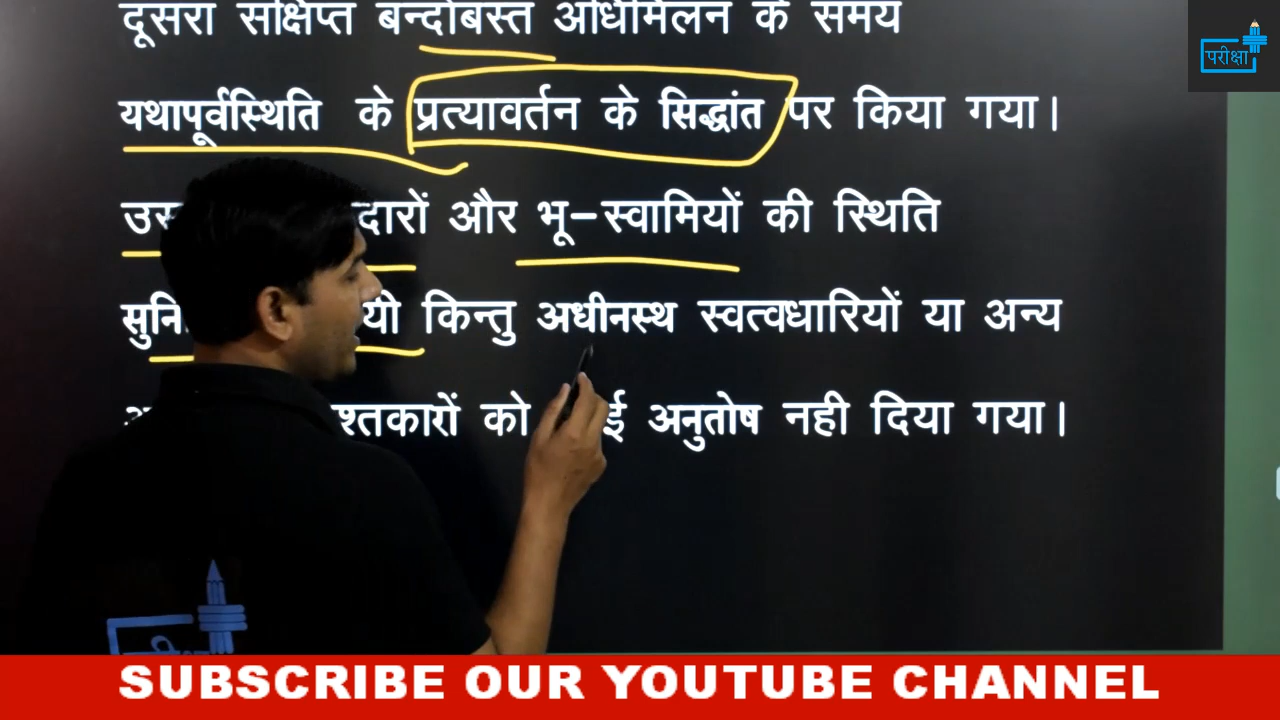 दूसरा संक्षिप्त बन्दोबस्त अधिमिलन के समय
परीक्षा
यथापूर्वस्थिति के प्रत्यावर्तन के सिद्धांत पर किया गया।
और भू-स्वामियों की स्थिति
किन्तु अधीनस्थ स्वत्वधारियों या अन्य
को अनुतोष नही दिया गया।
SUBSCRIBE OUR YOUTUBE CHANNEL